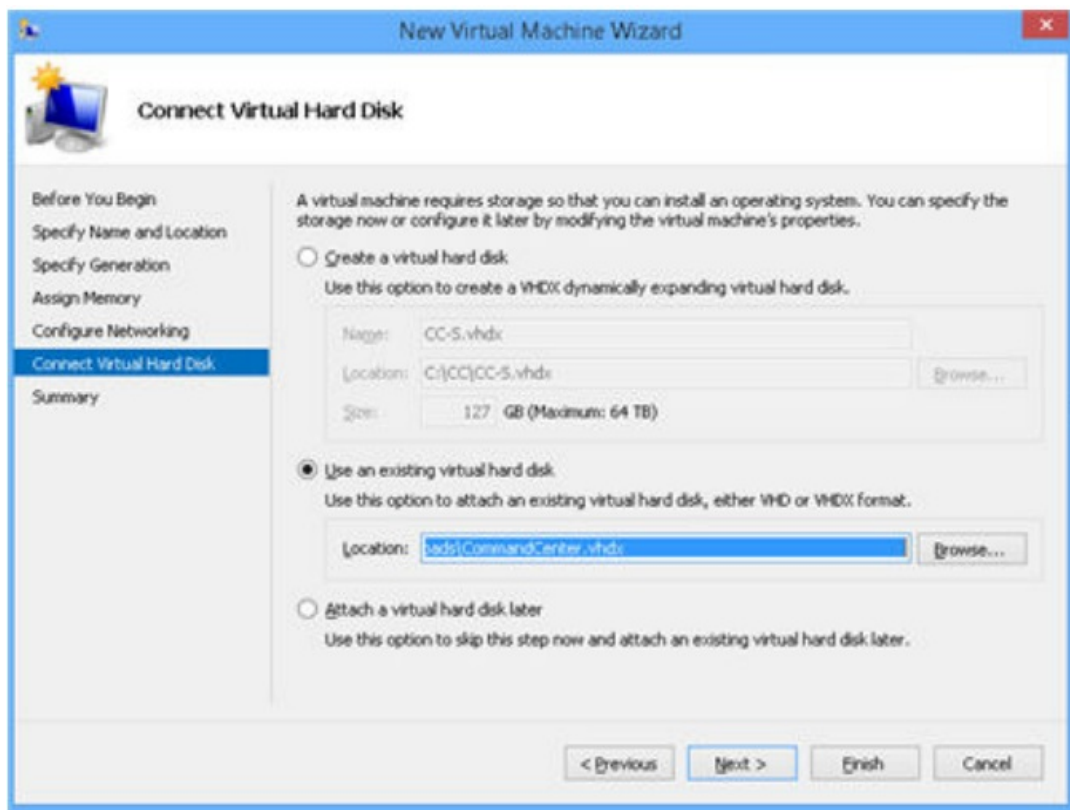 New Virtual Machine Wizard
Connect Virtual Hard Disk
Before You Begin
Specify Name and Location
Specify Generation
Assign Memory
Configure Networking
Connect Virtual Hard Disk
Summary
A virtual machine requires storage so that you can install an operating system. You can specify the
storage now or configure it later by modifying the virtual machine's properties.
Create a virtual hard disk
Use this option to create a VHDX dynamically expanding virtual hard disk.
Name: CC-S.vhdx
Location: C:\CC\CC-S.vhdx Browse...
Size: 127 GB (Maximum: 64 TB)
Use an existing virtual hard disk
Use this option to attach an existing virtual hard disk, either VHD or VHDX format.
Location: oads\CommandCenter.vhdx Browse...
Attach a virtual hard disk later
Use this option to skip this step now and attach an existing virtual hard disk later.
< Previous Next > Finish Cancel